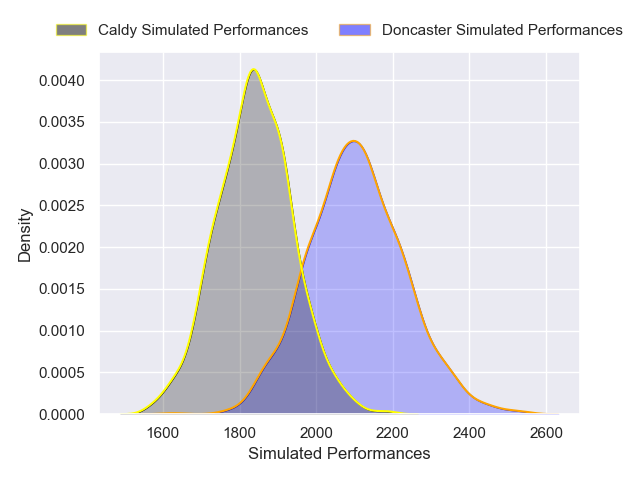 Caldy Simulated Performances Doncaster Simulated Performances
0.0040
0.0035
0.0030
0.0025
0.0020
0.0015
0.0010
0.0005
0.0000
Density
1600 1800 2000 2200 2400 2600
Simulated Performances